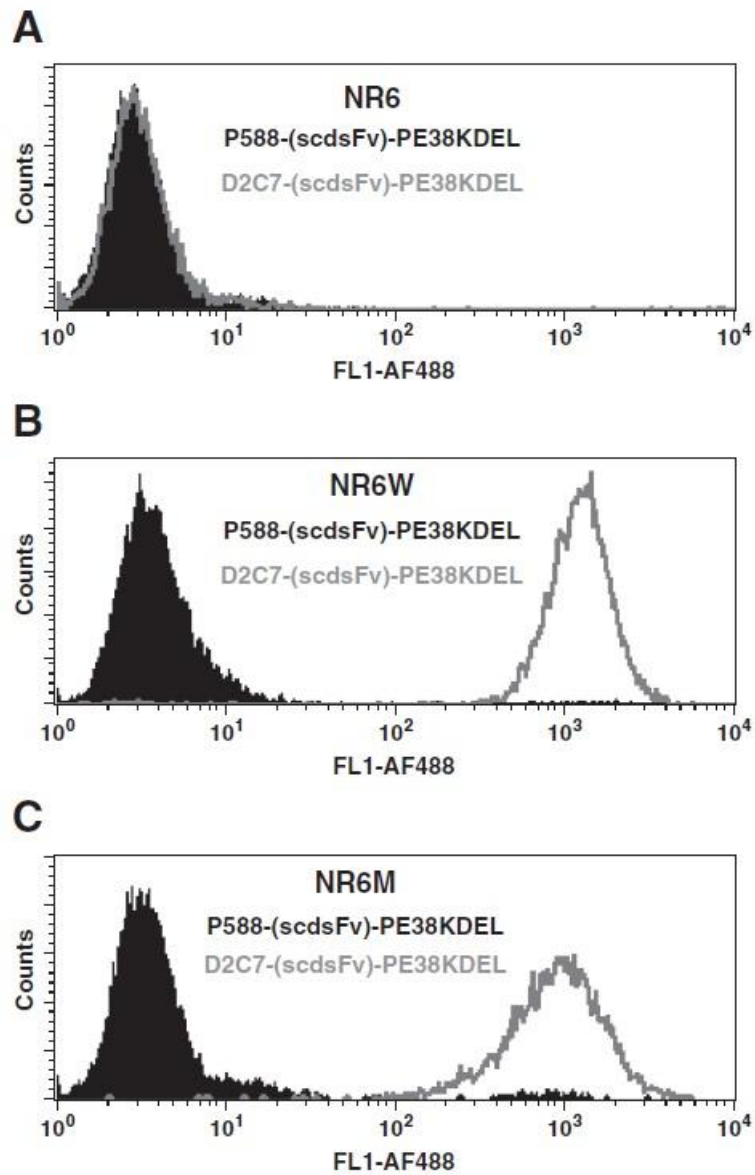 A
Counts
NR6
P588-(scdsFv)-PE38KDEL
D2C7-(scdsFv)-PE38KDEL
10⁰ 10¹ 10² 10³ 10⁴
FL1-AF488
B
Counts
NR6W
P588-(scdsFv)-PE38KDEL
D2C7-(scdsFv)-PE38KDEL
10⁰ 10¹ 10² 10³ 10⁴
FL1-AF488
C
Counts
NR6M
P588-(scdsFv)-PE38KDEL
D2C7-(scdsFv)-PE38KDEL
10⁰ 10¹ 10² 10³ 10⁴
FL1-AF488